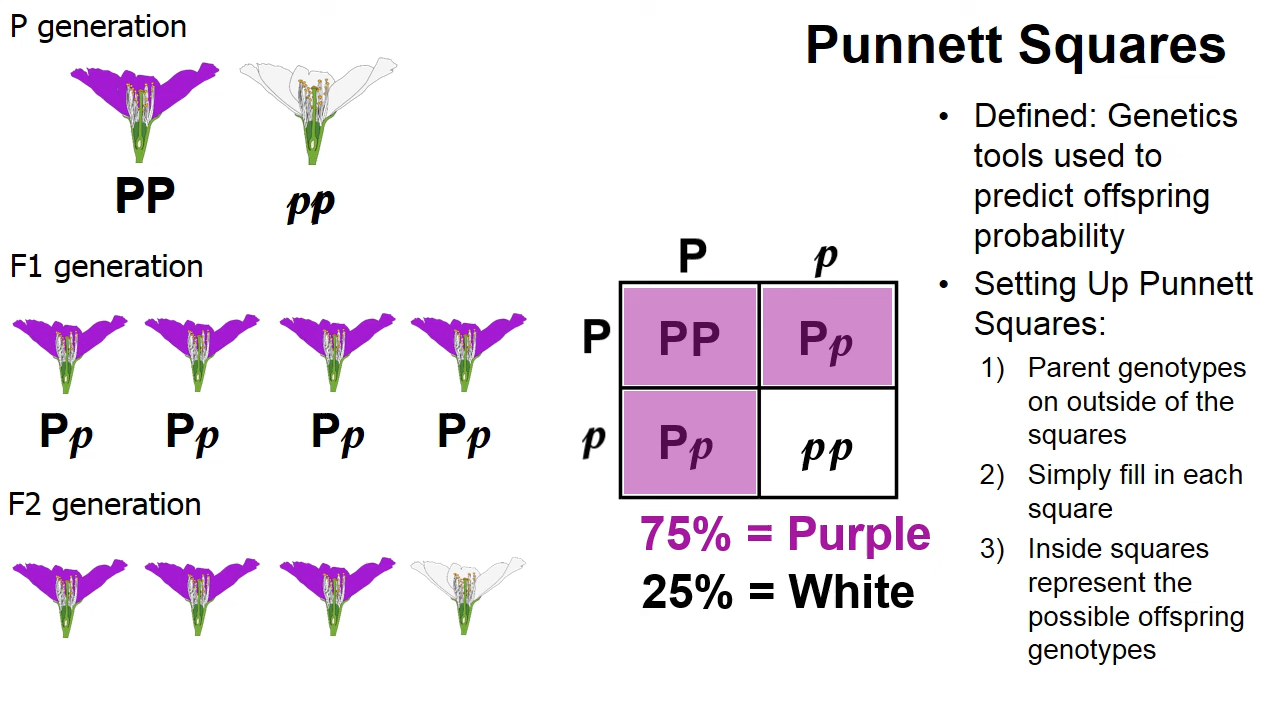 P generation
PP pp
F1 generation
Pp Pp Pp Pp
F2 generation
P p
P PP Pp
p Pp pp
75% = Purple
25% = White
Punnett Squares
• Defined: Genetics
tools used to
predict offspring
probability
• Setting Up Punnett
Squares:
1) Parent genotypes
on outside of the
squares
2) Simply fill in each
square
3) Inside squares
represent the
possible offspring
genotypes